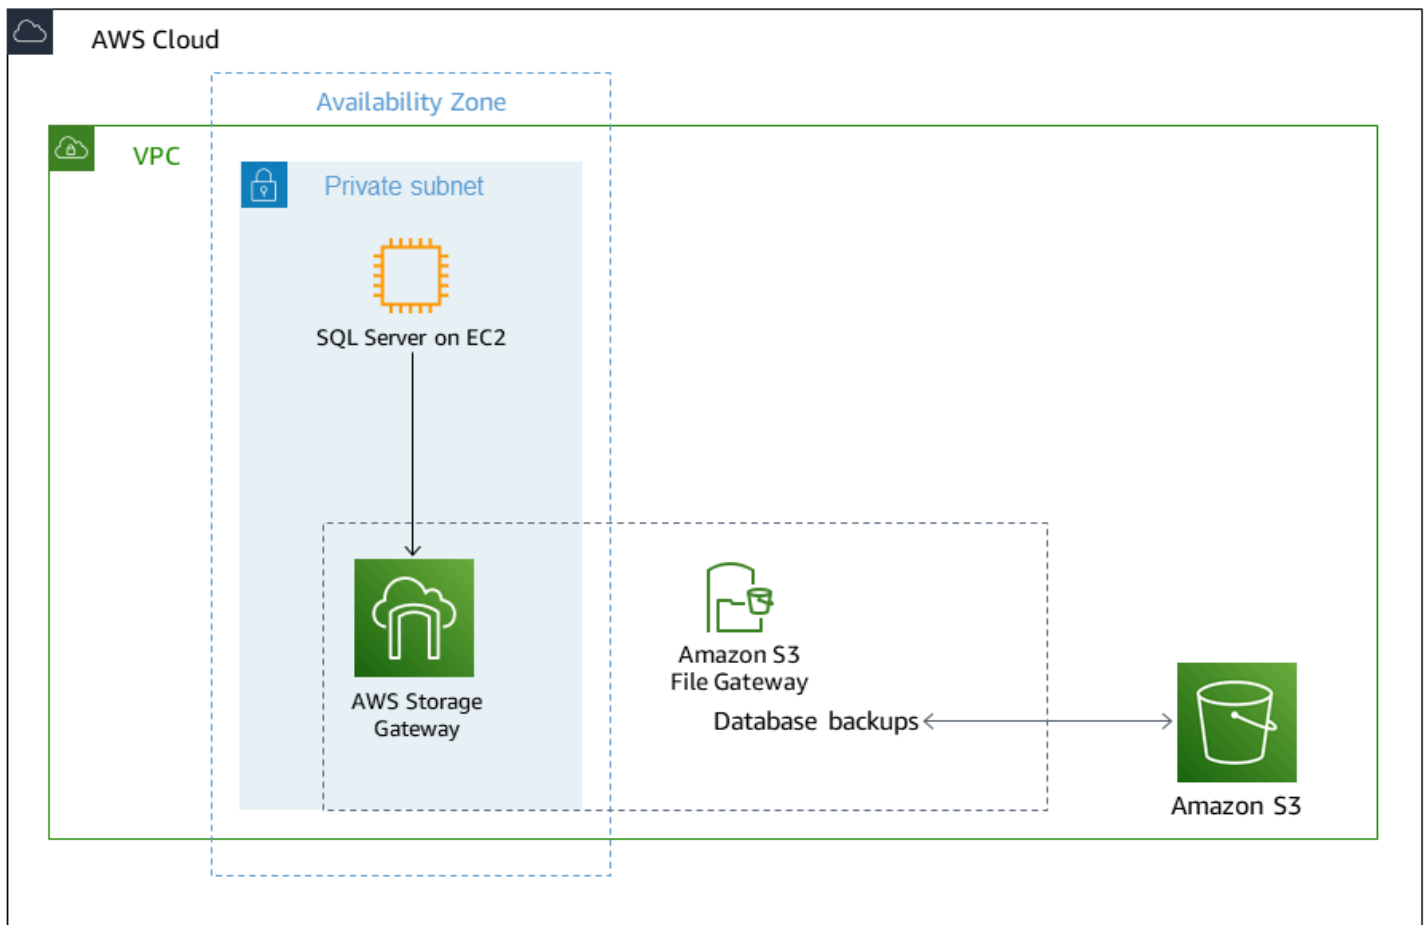 AWS Cloud
Availability Zone
VPC
Private subnet
SQL Server on EC2
AWS Storage
Gateway
Amazon S3
File Gateway
Database backups
Amazon S3